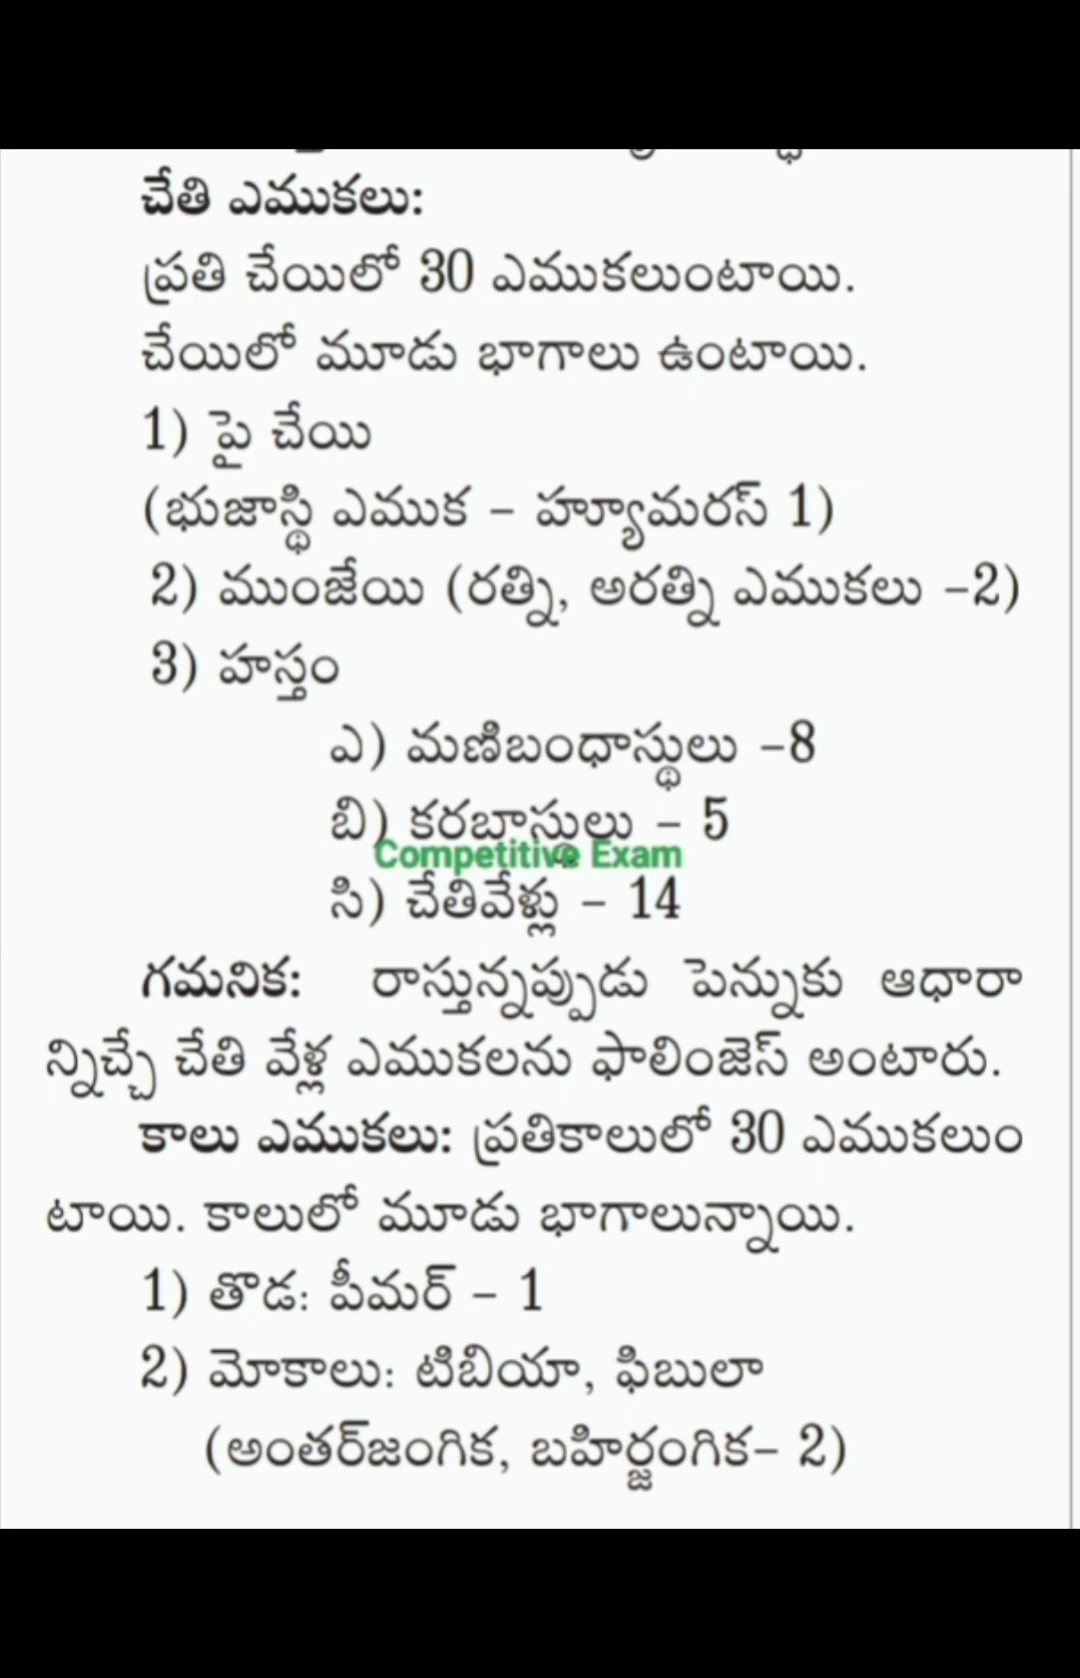 చేతి ఎముకలు:
ప్రతి చేయిలో 30 ఎముకలుంటాయి.
చేయిలో మూడు భాగాలు ఉంటాయి.
1) పై చేయి
(భుజాస్థి ఎముక - హ్యూమరస్ 1)
2) ముంజేయి (రత్ని, అరత్ని ఎముకలు -2)
3) హస్తం
ఎ) మణిబంధాస్థులు -8
బి) కరబాస్థులు - 5
Competitive Exam
సి) చేతివేళ్లు - 14
గమనిక: రాస్తున్నప్పుడు పెన్నుకు ఆధారా
న్నిచ్చే చేతి వేళ్ల ఎముకలను ఫాలింజెస్ అంటారు.
కాలు ఎముకలు: ప్రతికాలులో 30 ఎముకలుం
టాయి. కాలులో మూడు భాగాలున్నాయి.
1) తొడ: పీమర్ - 1
2) మోకాలు: టిబియా, ఫిబులా
(అంతర్‌జంగిక, బహిర్జంగిక- 2)